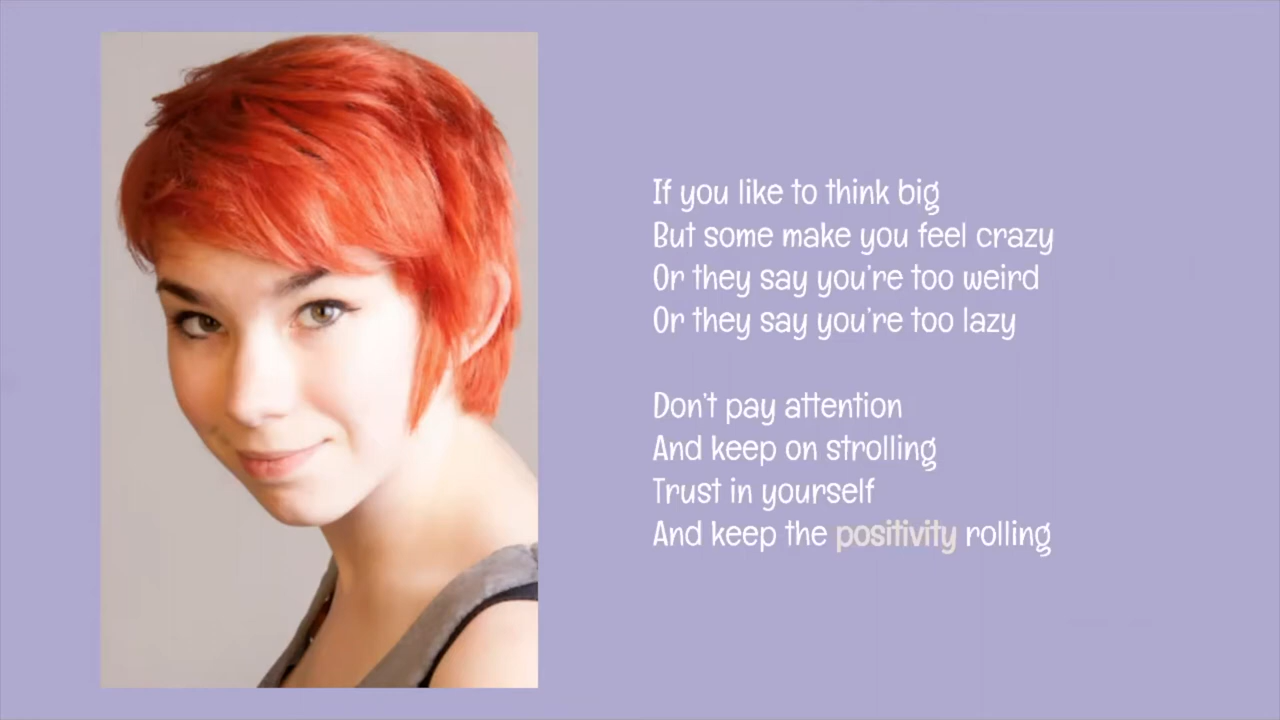 If you like to think big
But some make you feel crazy
Or they say you're too weird
Or they say you're too lazy
Don't pay attention
And keep on strolling
Trust in yourself
And keep the positivity rolling